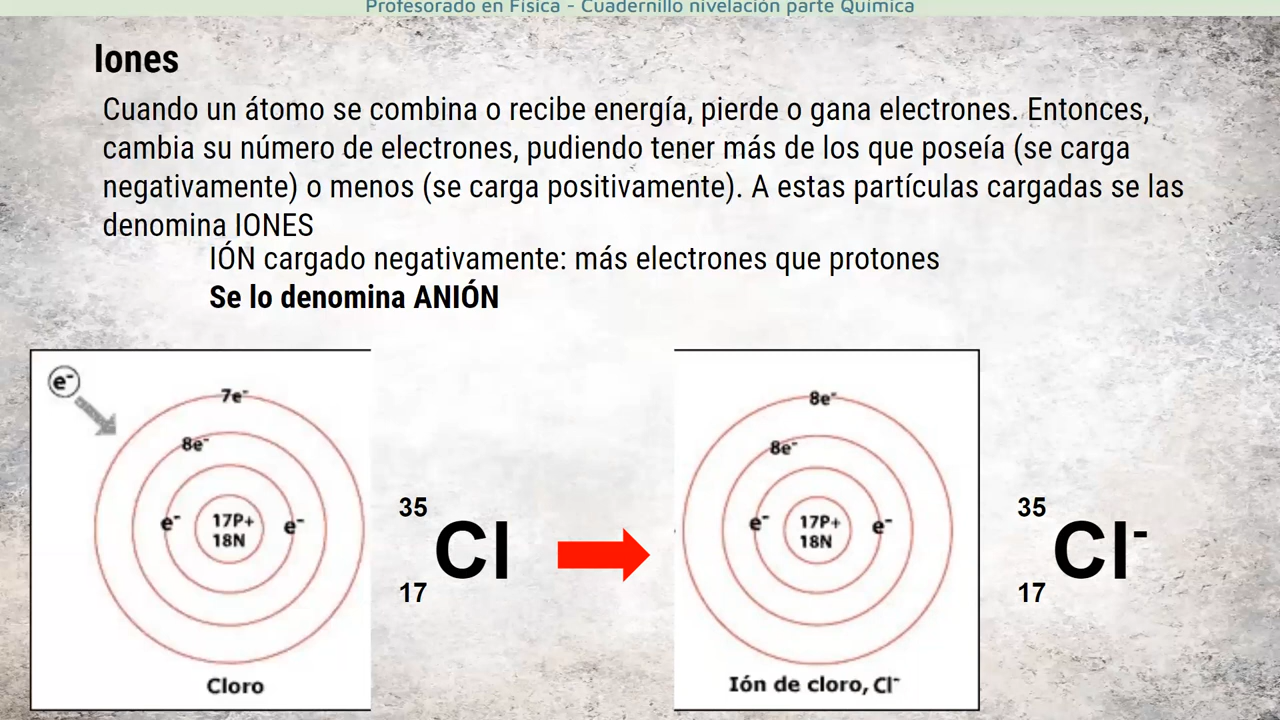 Profesorado en Física - Cuadernillo nivelación parte Química
Iones
Cuando un átomo se combina o recibe energía, pierde o gana electrones. Entonces,
cambia su número de electrones, pudiendo tener más de los que poseía (se carga
negativamente) o menos (se carga positivamente). A estas partículas cargadas se las
denomina IONES
IÓN cargado negativamente: más electrones que protones
Se lo denomina ANIÓN
e-
7e-
8e-
e-
17P+
18N
e-
Cloro
35
Cl
17
8e-
8e-
e-
17P+
18N
e-
Ión de cloro, Cl-
35
Cl-
17